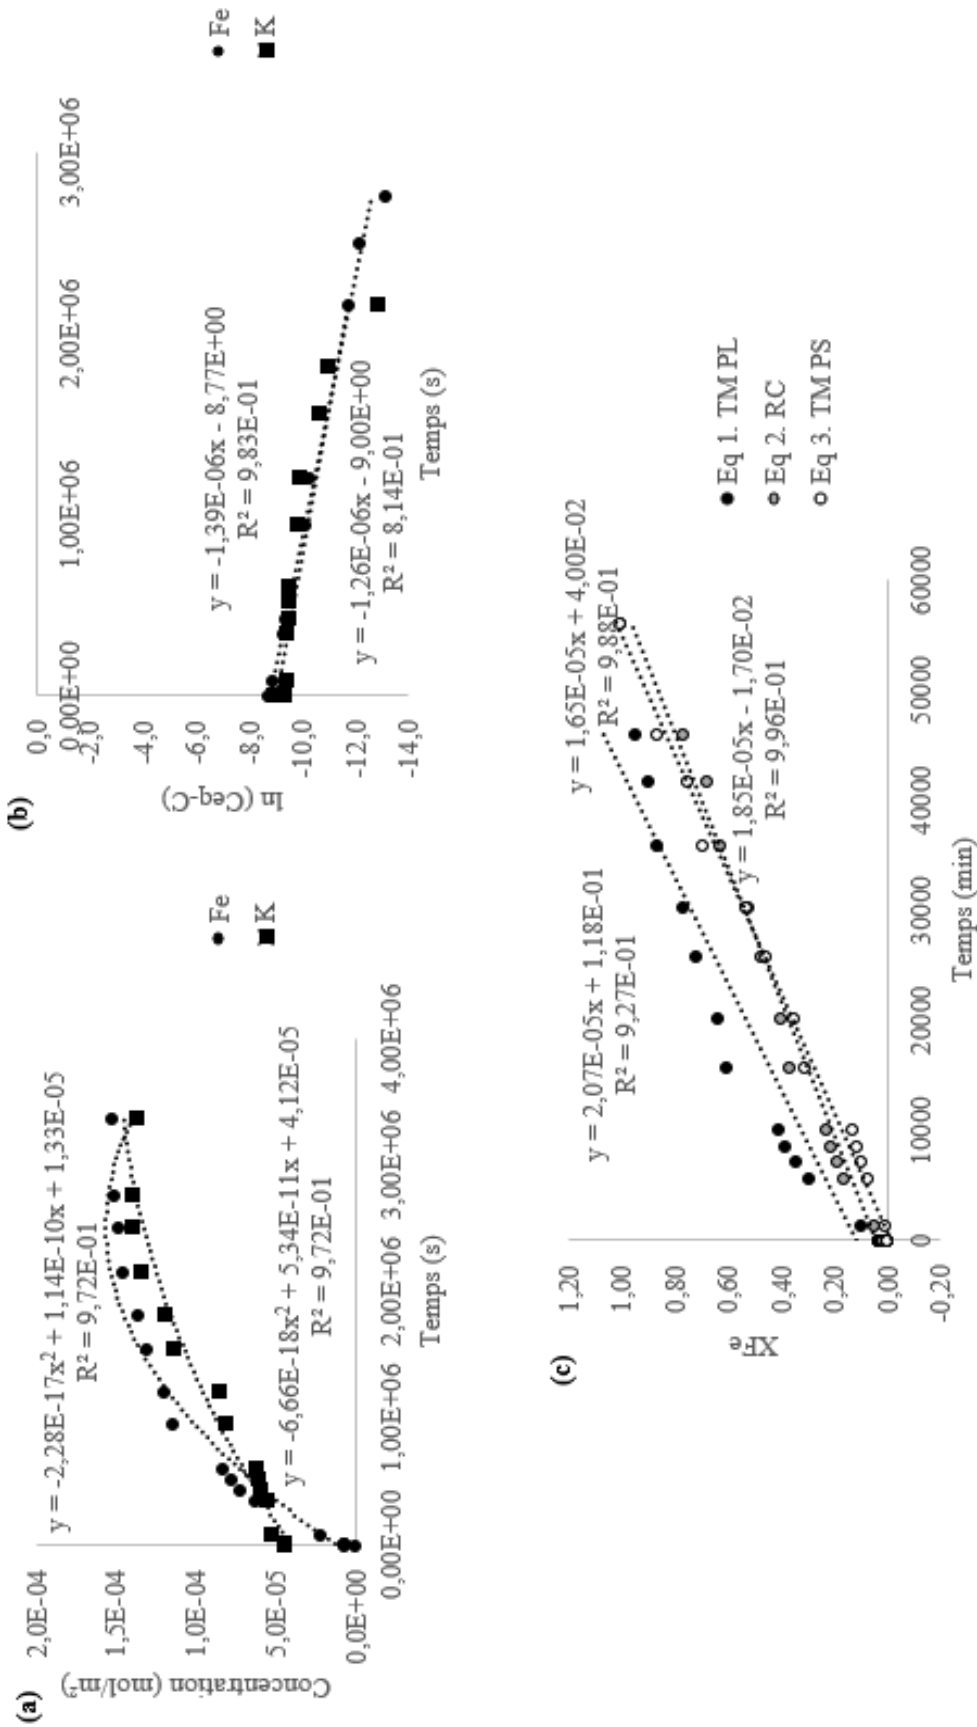 (a)
Concentration (mol/m³)
2,0E-04
1,5E-04
1,0E-04
5,0E-05
0,0E+00
y = -2,28E-17x² + 1,14E-10x + 1,33E-05
R² = 9,72E-01
y = -6,66E-18x² + 5,34E-11x + 4,12E-05
R² = 9,72E-01
0,00E+00 1,00E+06 2,00E+06 3,00E+06 4,00E+06
Temps (s)
Fe
K
(b)
ln (Ceq-C)
0,0
-2,0
-4,0
-6,0
-8,0
-10,0
-12,0
-14,0
0,00E+00 1,00E+06 2,00E+06 3,00E+06
y = -1,39E-06x - 8,77E+00
R² = 9,83E-01
y = -1,26E-06x - 9,00E+00
R² = 8,14E-01
Temps (s)
Fe
K
(c)
XFe
1,20
1,00
0,80
0,60
0,40
0,20
0,00
-0,20
y = 2,07E-05x + 1,18E-01
R² = 9,27E-01
y = 1,65E-05x + 4,00E-02
R² = 9,88E-01
y = 1,85E-05x - 1,70E-02
R² = 9,96E-01
0 10000 20000 30000 40000 50000 60000
Temps (min)
Eq 1. TM PL
Eq 2. RC
Eq 3. TM PS